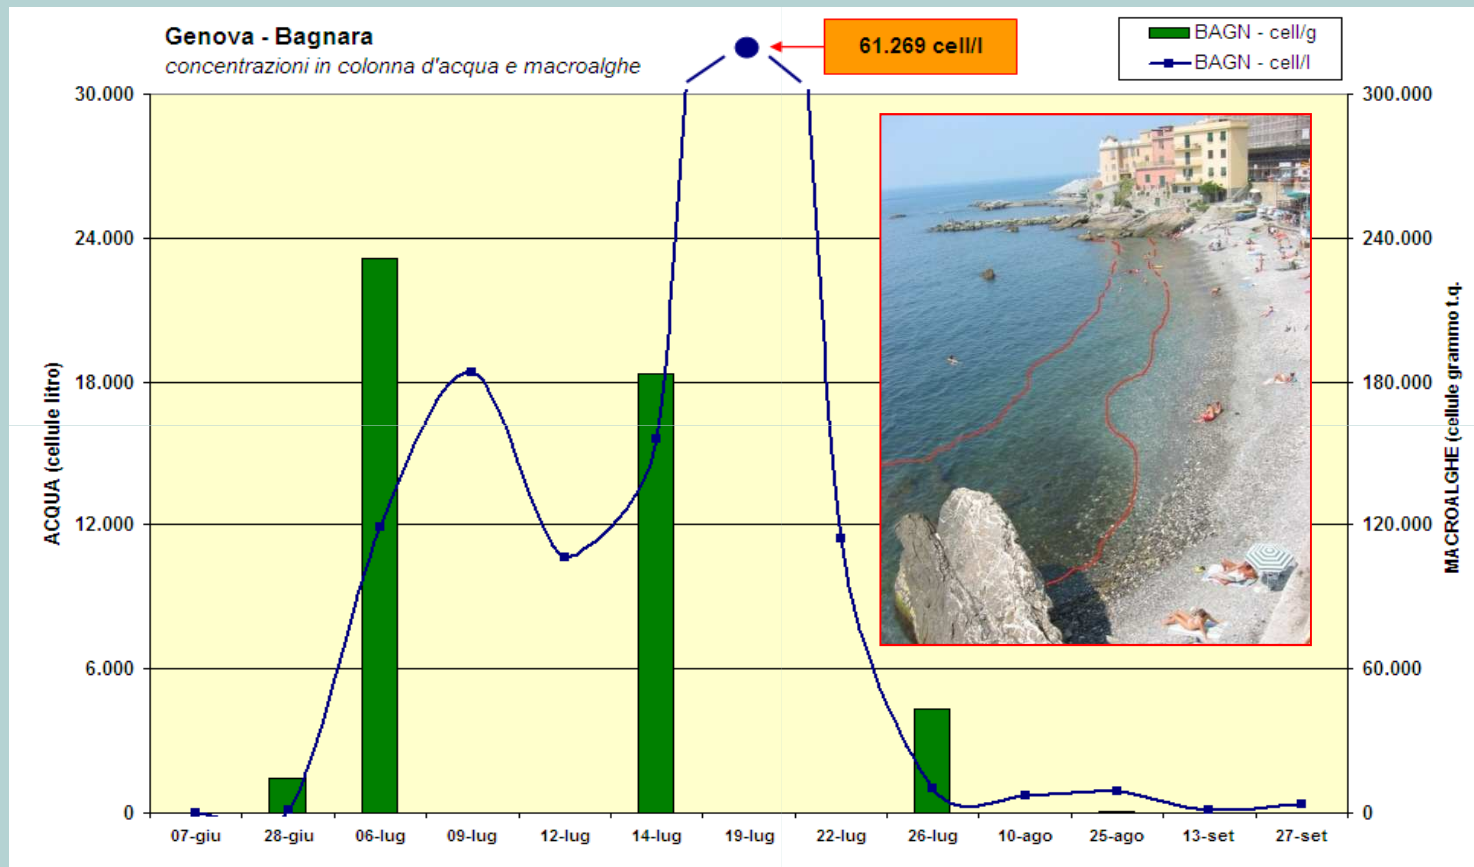 Genova - Bagnara
concentrazioni in colonna d'acqua e macroalghe
61.269 cell/l
BAGN - cell/g
BAGN - cell/l
ACQUA (cellule litro)
30.000
24.000
18.000
12.000
6.000
0
300.000
240.000
180.000
120.000
60.000
0
MACROALGHE (cellule grammo t.q.
07-giu 28-giu 06-lug 09-lug 12-lug 14-lug 19-lug 22-lug 26-lug 10-ago 25-ago 13-set 27-set